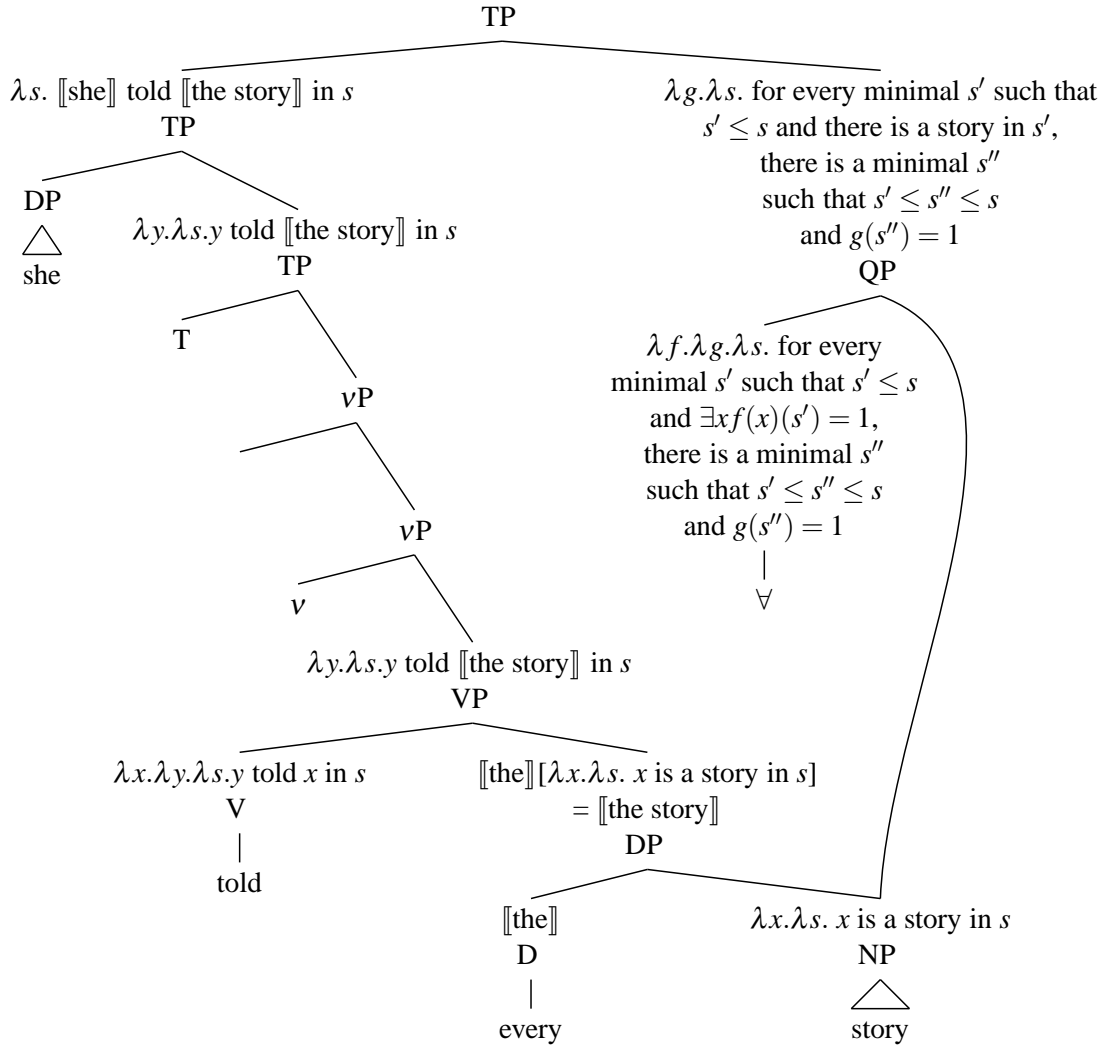 TP
λs. ⟦she⟧ told ⟦the story⟧ in s
TP
λg.λs. for every minimal s′ such that
s′ ≤ s and there is a story in s′,
there is a minimal s″
such that s′ ≤ s″ ≤ s
and g(s″) = 1
QP
DP
she
λy.λs.y told ⟦the story⟧ in s
TP
T
λf.λg.λs. for every
minimal s′ such that s′ ≤ s
and ∃xf(x)(s′) = 1,
there is a minimal s″
such that s′ ≤ s″ ≤ s
and g(s″) = 1
∀
vP
vP
v
λy.λs.y told ⟦the story⟧ in s
VP
λx.λy.λs.y told x in s
V
told
⟦the⟧[λx.λs. x is a story in s]
= ⟦the story⟧
DP
⟦the⟧
D
every
λx.λs. x is a story in s
NP
story